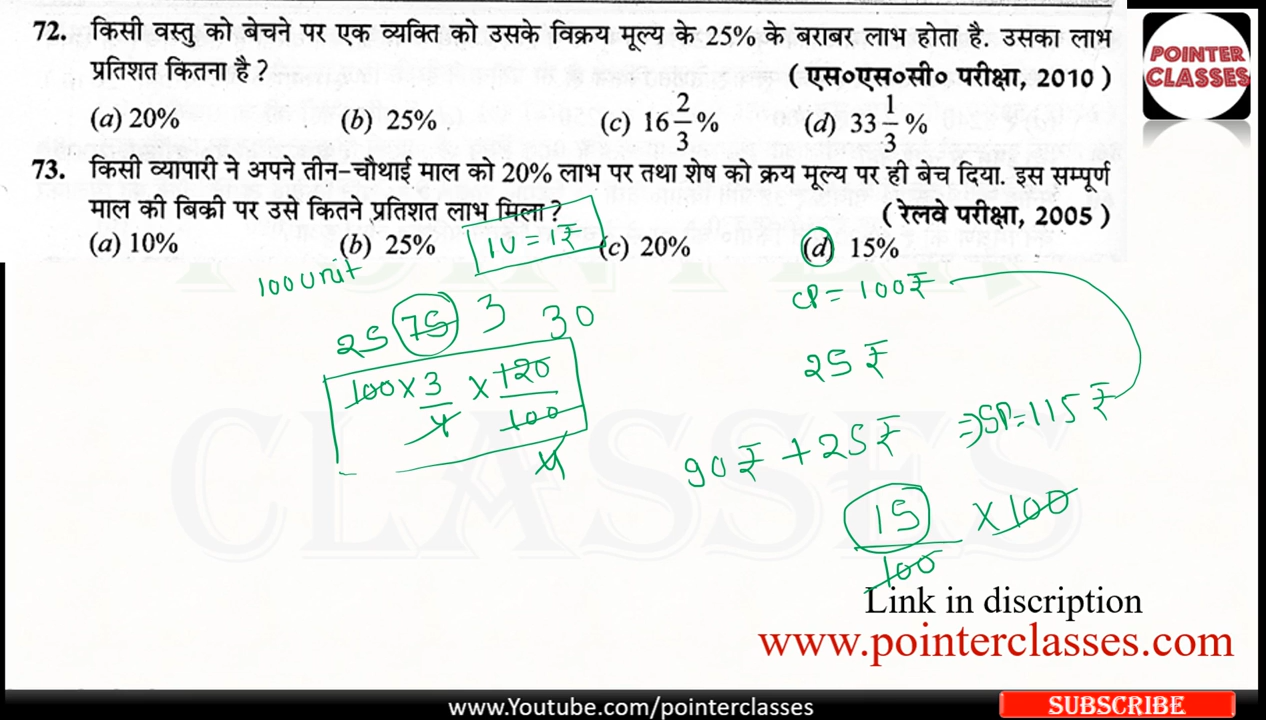 72. किसी वस्तु को बेचने पर एक व्यक्ति को उसके विक्रय मूल्य के 25% के बराबर लाभ होता है. उसका लाभ
प्रतिशत कितना है ? ( एस०एस०सी० परीक्षा, 2010 )
(a) 20% (b) 25% (c) 16 2/3 % (d) 33 1/3 %
73. किसी व्यापारी ने अपने तीन-चौथाई माल को 20% लाभ पर तथा शेष को क्रय मूल्य पर ही बेच दिया. इस सम्पूर्ण
माल की बिक्री पर उसे कितने प्रतिशत लाभ मिला ? ( रेलवे परीक्षा, 2005 )
(a) 10% (b) 25% (c) 20% (d) 15%
POINTER
CLASSES
1U = 1₹
100 unit
25 75 3 30
100 × 3/4 × 120/100
4
CP = 100₹
25 ₹
90 ₹ + 25 ₹ ⇒ SP = 115 ₹
15/100 × 100
CLASSES
Link in discription
www.pointerclasses.com
www.Youtube.com/pointerclasses
SUBSCRIBE